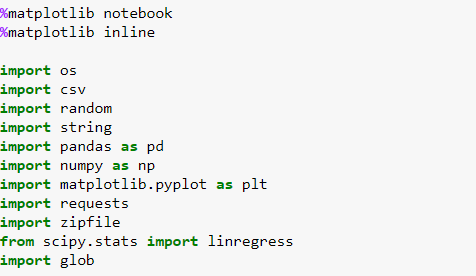 %matplotlib notebook
%matplotlib inline
import os
import csv
import random
import string
import pandas as pd
import numpy as np
import matplotlib.pyplot as plt
import requests
import zipfile
from scipy.stats import linregress
import glob